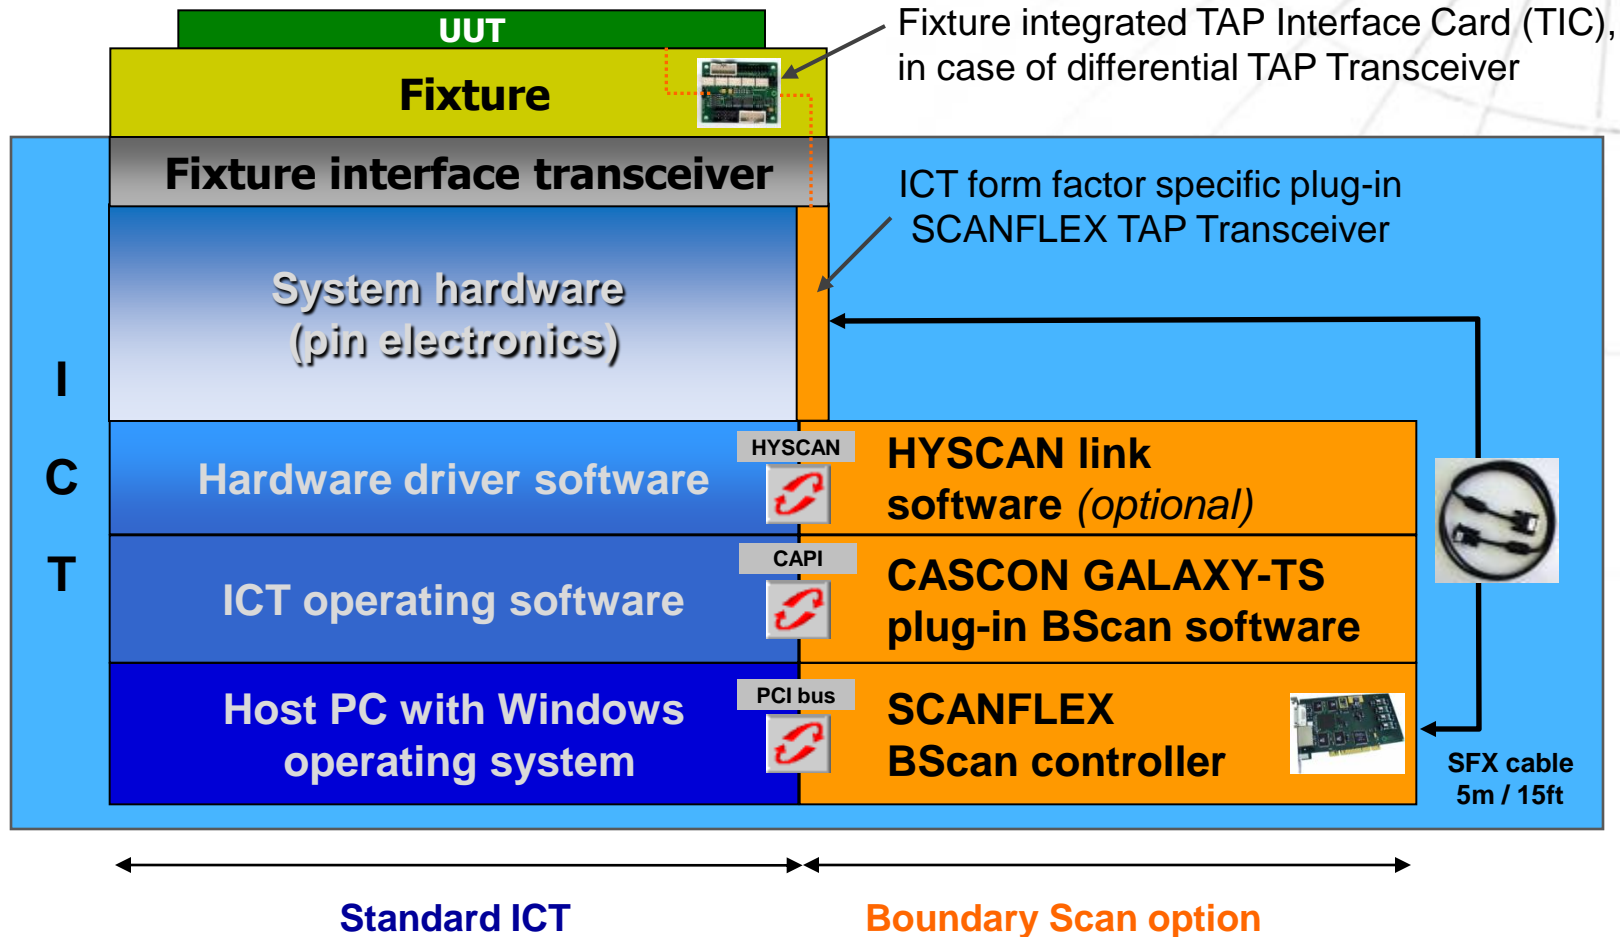 UUT
Fixture integrated TAP Interface Card (TIC),
in case of differential TAP Transceiver
Fixture
Fixture interface transceiver
ICT form factor specific plug-in
SCANFLEX TAP Transceiver
System hardware
(pin electronics)
I
C
T
HYSCAN
Hardware driver software
HYSCAN link
software (optional)
CAPI
ICT operating software
CASCON GALAXY-TS
plug-in BScan software
PCI bus
Host PC with Windows
operating system
SCANFLEX
BScan controller
SFX cable
5m / 15ft
Standard ICT
Boundary Scan option